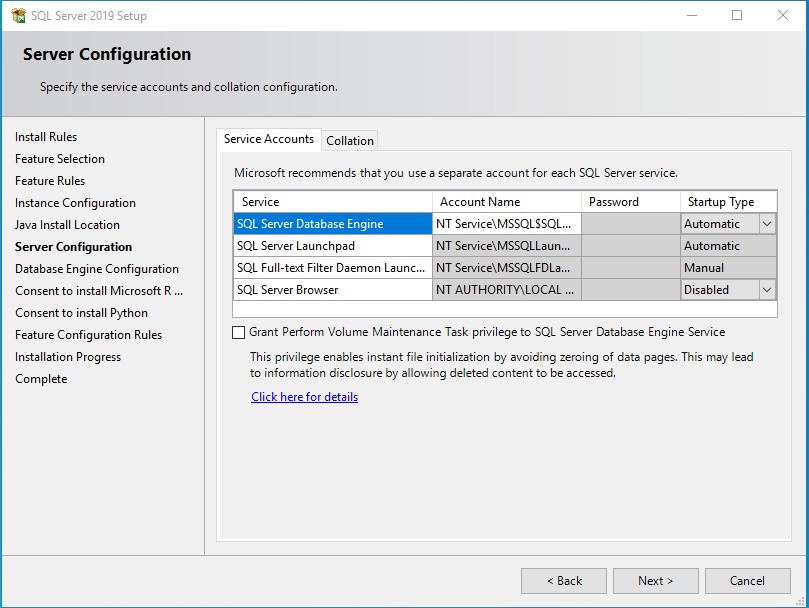 SQL Server 2019 Setup
Server Configuration
Specify the service accounts and collation configuration.
Install Rules
Feature Selection
Feature Rules
Instance Configuration
Java Install Location
Server Configuration
Database Engine Configuration
Consent to install Microsoft R ...
Consent to install Python
Feature Configuration Rules
Installation Progress
Complete
Service Accounts Collation
Microsoft recommends that you use a separate account for each SQL Server service.
Service Account Name Password Startup Type
SQL Server Database Engine NT Service\MSSQL$SQL... Automatic
SQL Server Launchpad NT Service\MSSQLLaun... Automatic
SQL Full-text Filter Daemon Launc... NT Service\MSSQLFDLa... Manual
SQL Server Browser NT AUTHORITY\LOCAL ... Disabled
Grant Perform Volume Maintenance Task privilege to SQL Server Database Engine Service
This privilege enables instant file initialization by avoiding zeroing of data pages. This may lead
to information disclosure by allowing deleted content to be accessed.
Click here for details
< Back Next > Cancel